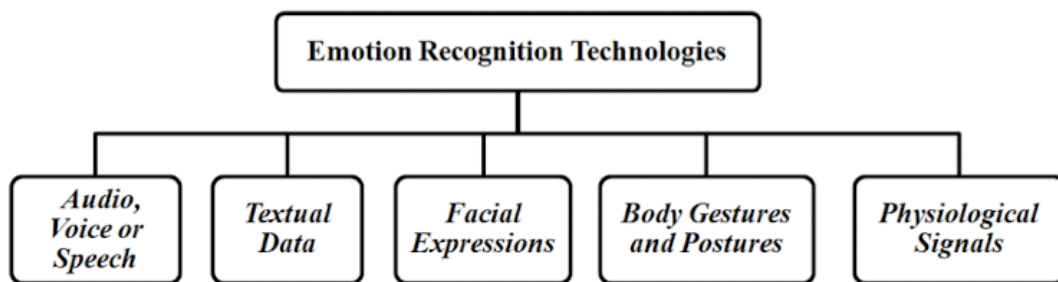 Emotion Recognition Technologies
Audio,
Voice or
Speech
Textual
Data
Facial
Expressions
Body Gestures
and Postures
Physiological
Signals